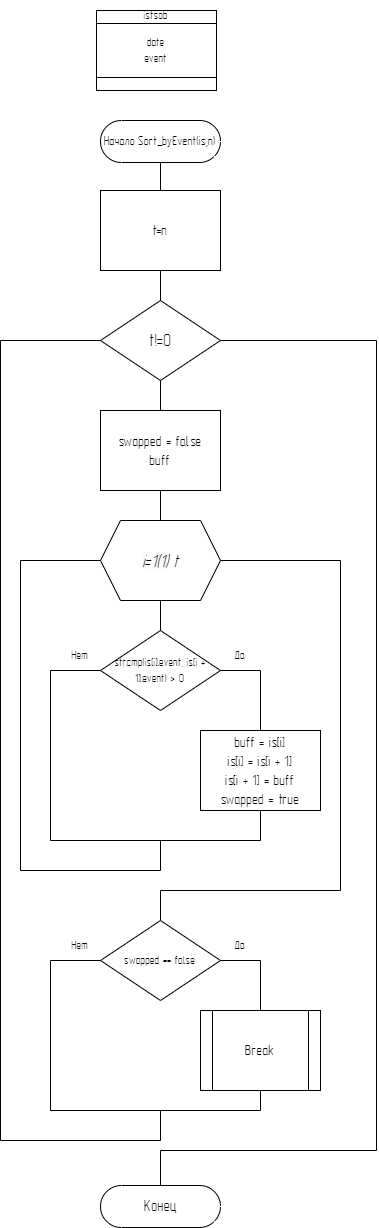 istsob
date
event
Начало Sort_byEvent(is,n)
t=n
t!=0
swapped = false
buff
i=1(1) t
strcmp(is[i].event, is[i +
1].event) > 0
Нет
Да
buff = is[i]
is[i] = is[i + 1]
is[i + 1] = buff
swapped = true
Нет
Да
swapped == false
Break
Конец